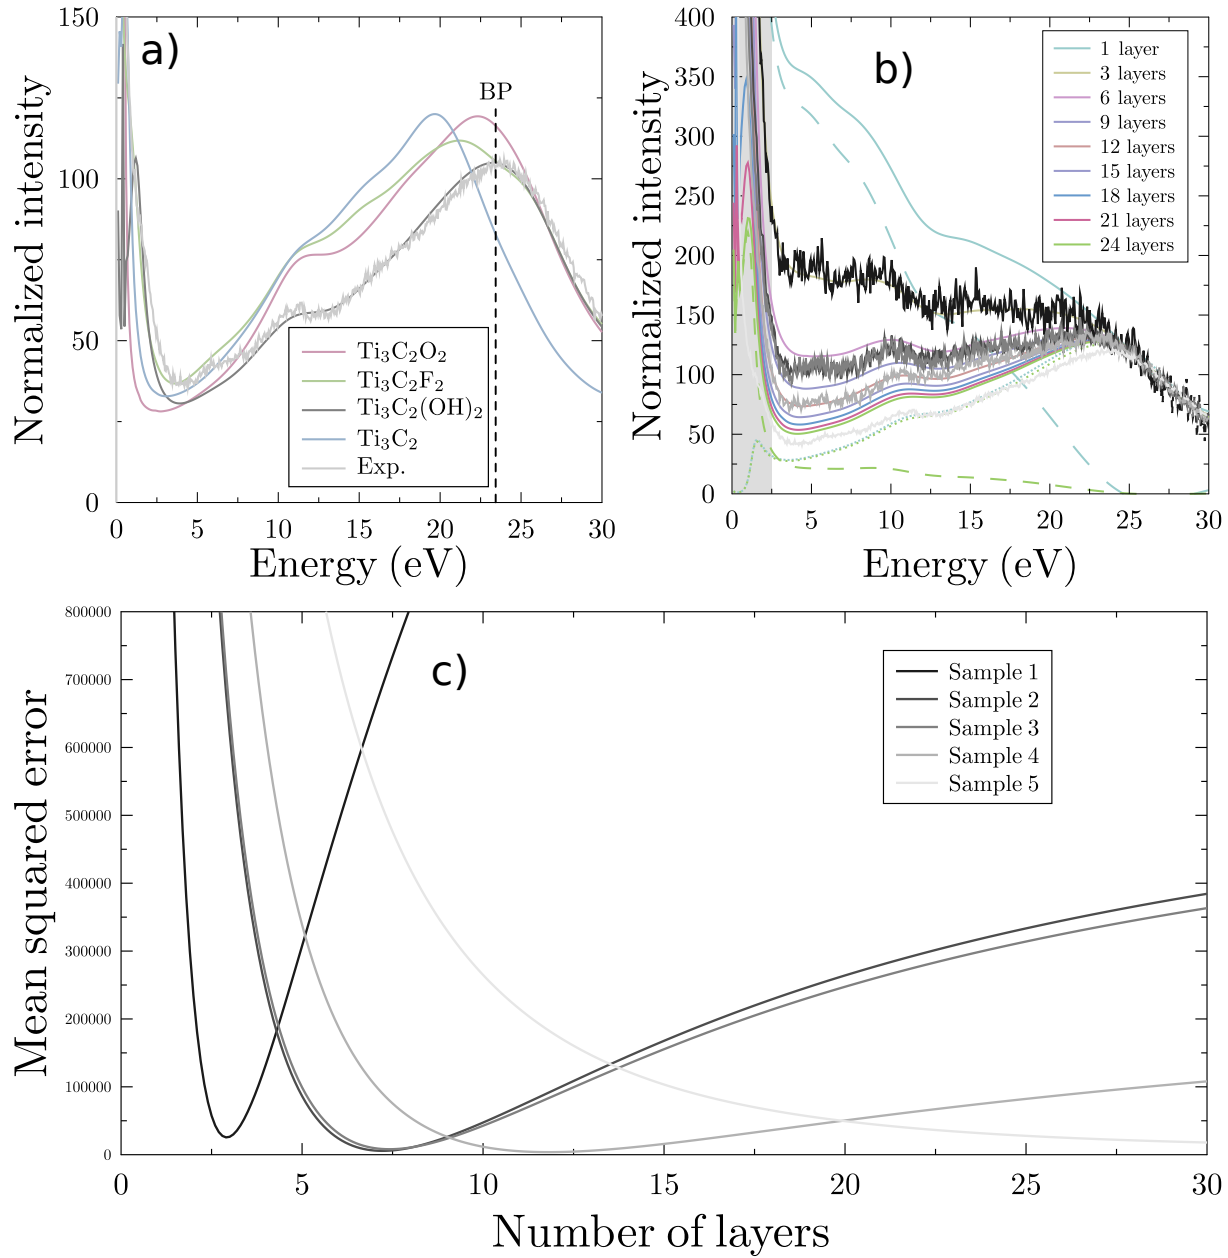 a)
Normalized intensity
150
100
50
0
BP
Ti₃C₂O₂
Ti₃C₂F₂
Ti₃C₂(OH)₂
Ti₃C₂
Exp.
0 5 10 15 20 25 30
Energy (eV)
b)
Normalized intensity
400
350
300
250
200
150
100
50
0
1 layer
3 layers
6 layers
9 layers
12 layers
15 layers
18 layers
21 layers
24 layers
0 5 10 15 20 25 30
Energy (eV)
c)
Mean squared error
800000
700000
600000
500000
400000
300000
200000
100000
0
Sample 1
Sample 2
Sample 3
Sample 4
Sample 5
0 5 10 15 20 25 30
Number of layers